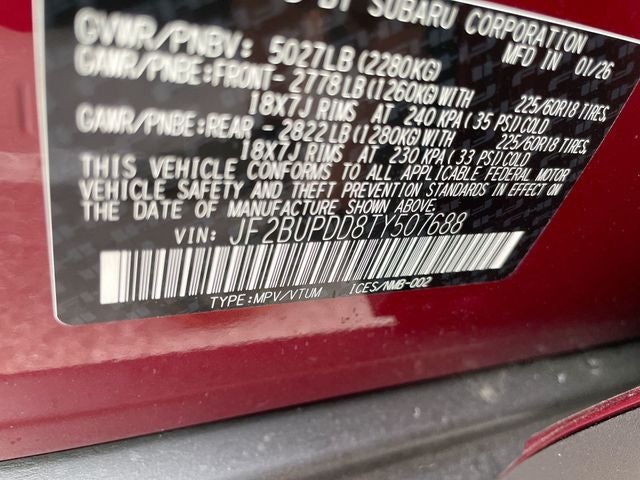 BY SUBARU CORPORATION
MFD IN 01/26
GVWR/PNBV: 5027LB(2280KG)
GAWR/PNBE:FRONT- 2778LB(1260KG)WITH 225/60R18 TIRES,
18X7J RIMS AT 240 KPA( 35 PSI)COLD
GAWR/PNBE:REAR - 2822LB(1280KG)WITH 225/60R18 TIRES,
18X7J RIMS AT 230 KPA( 33 PSI)COLD
THIS VEHICLE CONFORMS TO ALL APPLICABLE FEDERAL MOTOR
VEHICLE SAFETY AND THEFT PREVENTION STANDARDS IN EFFECT ON
THE DATE OF MANUFACTURE SHOWN ABOVE.
VIN: JF2BUPDD8TY507688
TYPE:MPV/VTUM ICES/NMB-002